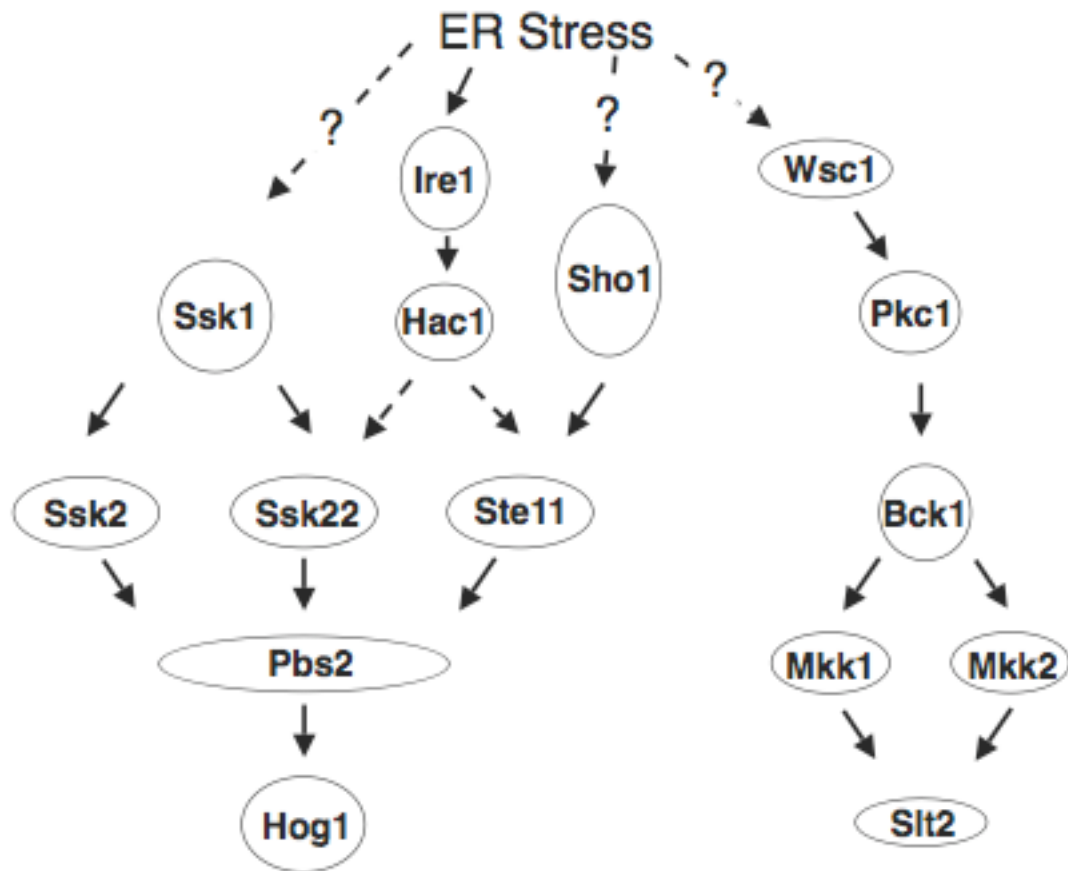 ER Stress
?
?
?
Ire1
Wsc1
Ssk1
Hac1
Sho1
Pkc1
Ssk2
Ssk22
Ste11
Bck1
Pbs2
Mkk1
Mkk2
Hog1
Slt2